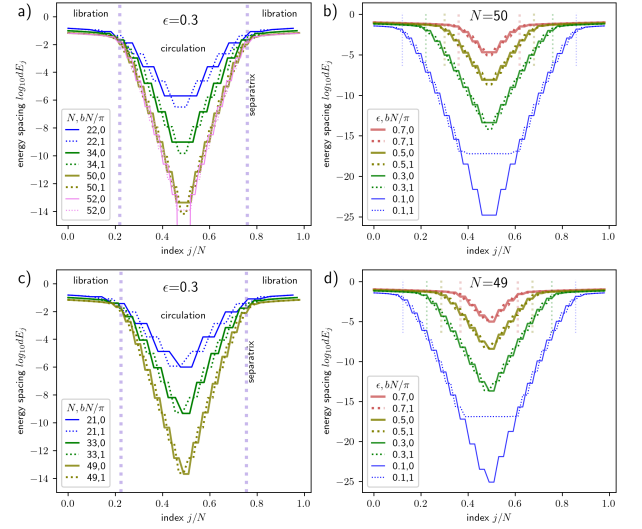 a)
libration
ϵ=0.3
libration
circulation
separatrix
energy spacing log₁₀dEⱼ
0
−2
−4
−6
−8
−10
−12
−14
N, bN/π
22,0
22,1
34,0
34,1
50,0
50,1
52,0
52,0
0.0
0.2
0.4
0.6
0.8
1.0
index j/N
b)
N=50
energy spacing log₁₀dEⱼ
0
−5
−10
−15
−20
−25
ϵ, bN/π
0.7,0
0.7,1
0.5,0
0.5,1
0.3,0
0.3,1
0.1,0
0.1,1
0.0
0.2
0.4
0.6
0.8
1.0
index j/N
c)
libration
ϵ=0.3
libration
circulation
separatrix
energy spacing log₁₀dEⱼ
0
−2
−4
−6
−8
−10
−12
−14
N, bN/π
21,0
21,1
33,0
33,1
49,0
49,1
0.0
0.2
0.4
0.6
0.8
1.0
index j/N
d)
N=49
energy spacing log₁₀dEⱼ
0
−5
−10
−15
−20
−25
ϵ, bN/π
0.7,0
0.7,1
0.5,0
0.5,1
0.3,0
0.3,1
0.1,0
0.1,1
0.0
0.2
0.4
0.6
0.8
1.0
index j/N